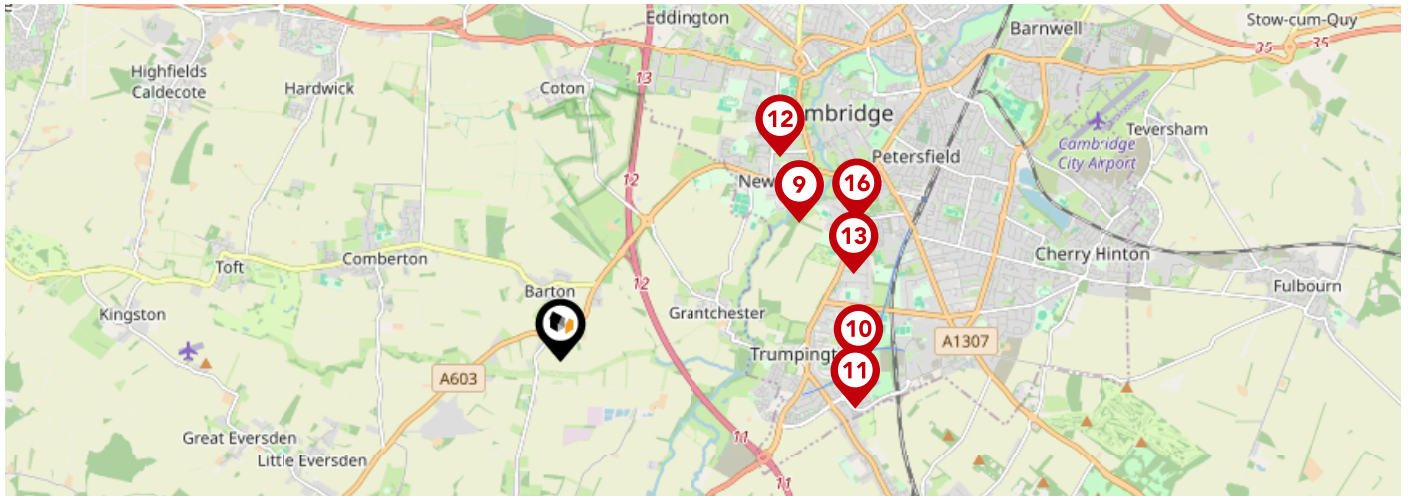 Eddington
Stow-cum-Quy
Barnwell
35
35
Highfields
Caldecote
Hardwick
Coton
13
12
mbridge
Teversham
Cambridge
City Airport
Petersfield
12
New
9
16
13
Toft
Comberton
Cherry Hinton
12
Barton
Fulbourn
Kingston
Grantchester
10
A1307
Trumpingt
11
A603
Great Eversden
Little Eversden
11
11